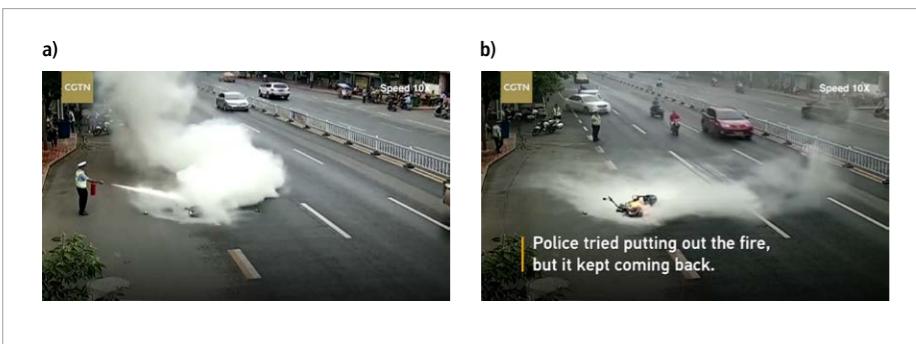 a)
b)
CGTN
Speed 10X
CGTN
Speed 10X
Police tried putting out the fire,
but it kept coming back.